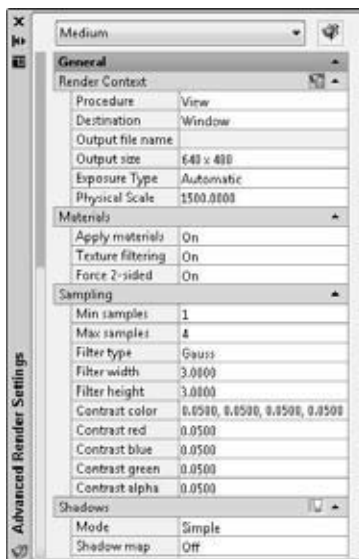 Medium
General
Render Context
Procedure View
Destination Window
Output file name
Output size 640 x 480
Exposure Type Automatic
Physical Scale 1500.0000
Materials
Apply materials On
Texture filtering On
Force 2-sided On
Sampling
Min samples 1
Max samples 4
Filter type Gauss
Filter width 3.0000
Filter height 3.0000
Contrast color 0.0500, 0.0500, 0.0500, 0.0500
Contrast red 0.0500
Contrast blue 0.0500
Contrast green 0.0500
Contrast alpha 0.0500
Shadows
Mode Simple
Shadow map Off
Advanced Render Settings